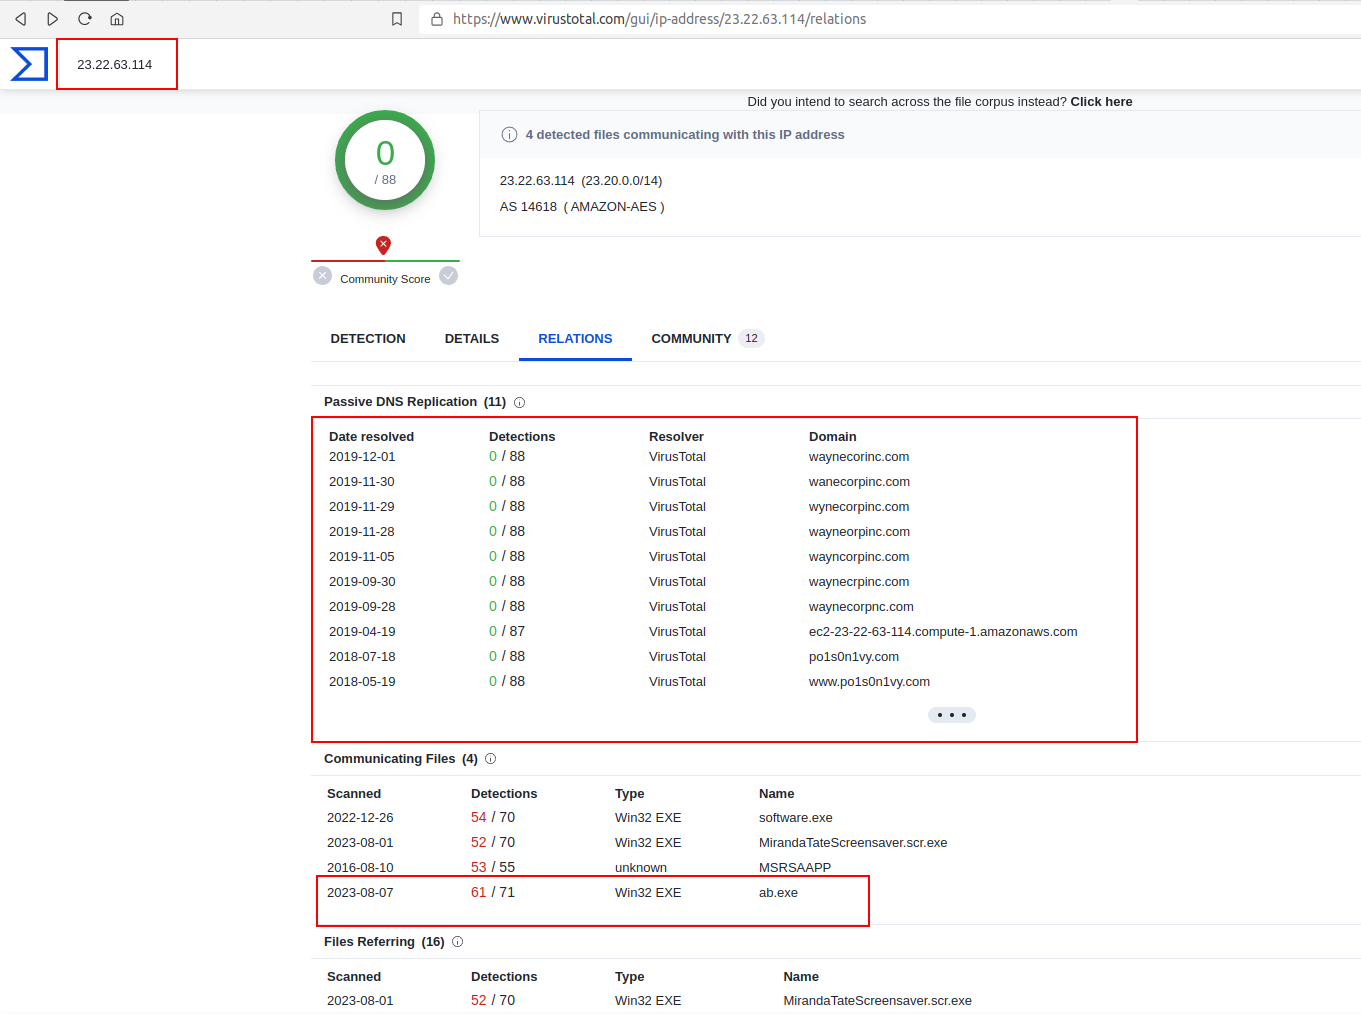 https://www.virustotal.com/gui/ip-address/23.22.63.114/relations
23.22.63.114
Did you intend to search across the file corpus instead? Click here
0
/ 88
4 detected files communicating with this IP address
23.22.63.114 (23.20.0.0/14)
AS 14618 ( AMAZON-AES )
Community Score
DETECTION DETAILS RELATIONS COMMUNITY 12
Passive DNS Replication (11)
Date resolved Detections Resolver Domain
2019-12-01 0 / 88 VirusTotal waynecorinc.com
2019-11-30 0 / 88 VirusTotal wanecorpinc.com
2019-11-29 0 / 88 VirusTotal wynecorpinc.com
2019-11-28 0 / 88 VirusTotal wayneorpinc.com
2019-11-05 0 / 88 VirusTotal wayncorpinc.com
2019-09-30 0 / 88 VirusTotal waynecrpinc.com
2019-09-28 0 / 88 VirusTotal waynecorpnc.com
2019-04-19 0 / 87 VirusTotal ec2-23-22-63-114.compute-1.amazonaws.com
2018-07-18 0 / 88 VirusTotal po1s0n1vy.com
2018-05-19 0 / 88 VirusTotal www.po1s0n1vy.com
Communicating Files (4)
Scanned Detections Type Name
2022-12-26 54 / 70 Win32 EXE software.exe
2023-08-01 52 / 70 Win32 EXE MirandaTateScreensaver.scr.exe
2016-08-10 53 / 55 unknown MSRSAAPP
2023-08-07 61 / 71 Win32 EXE ab.exe
Files Referring (16)
Scanned Detections Type Name
2023-08-01 52 / 70 Win32 EXE MirandaTateScreensaver.scr.exe